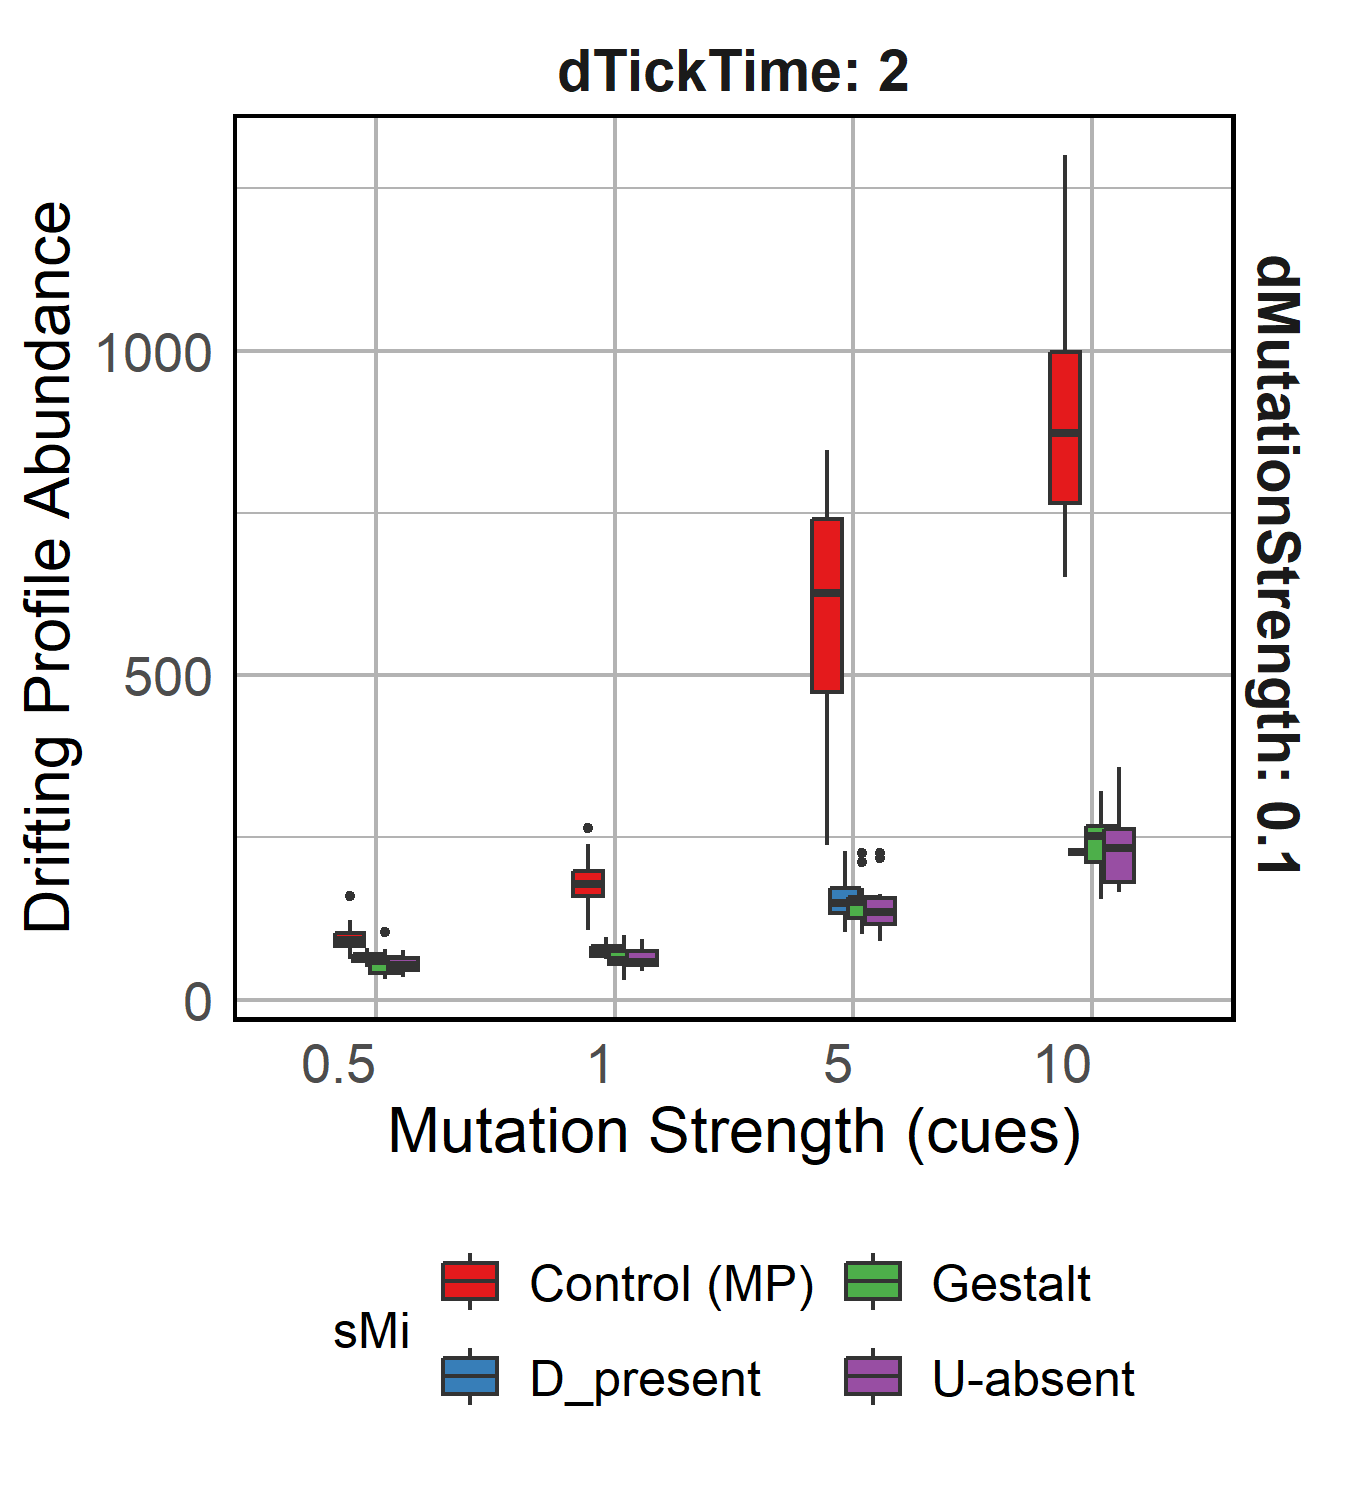 dTickTime: 2
Drifting Profile Abundance
1000
500
0
dMutationStrength: 0.1
0.5 1 5 10
Mutation Strength (cues)
sMi
Control (MP) Gestalt
D_present U-absent